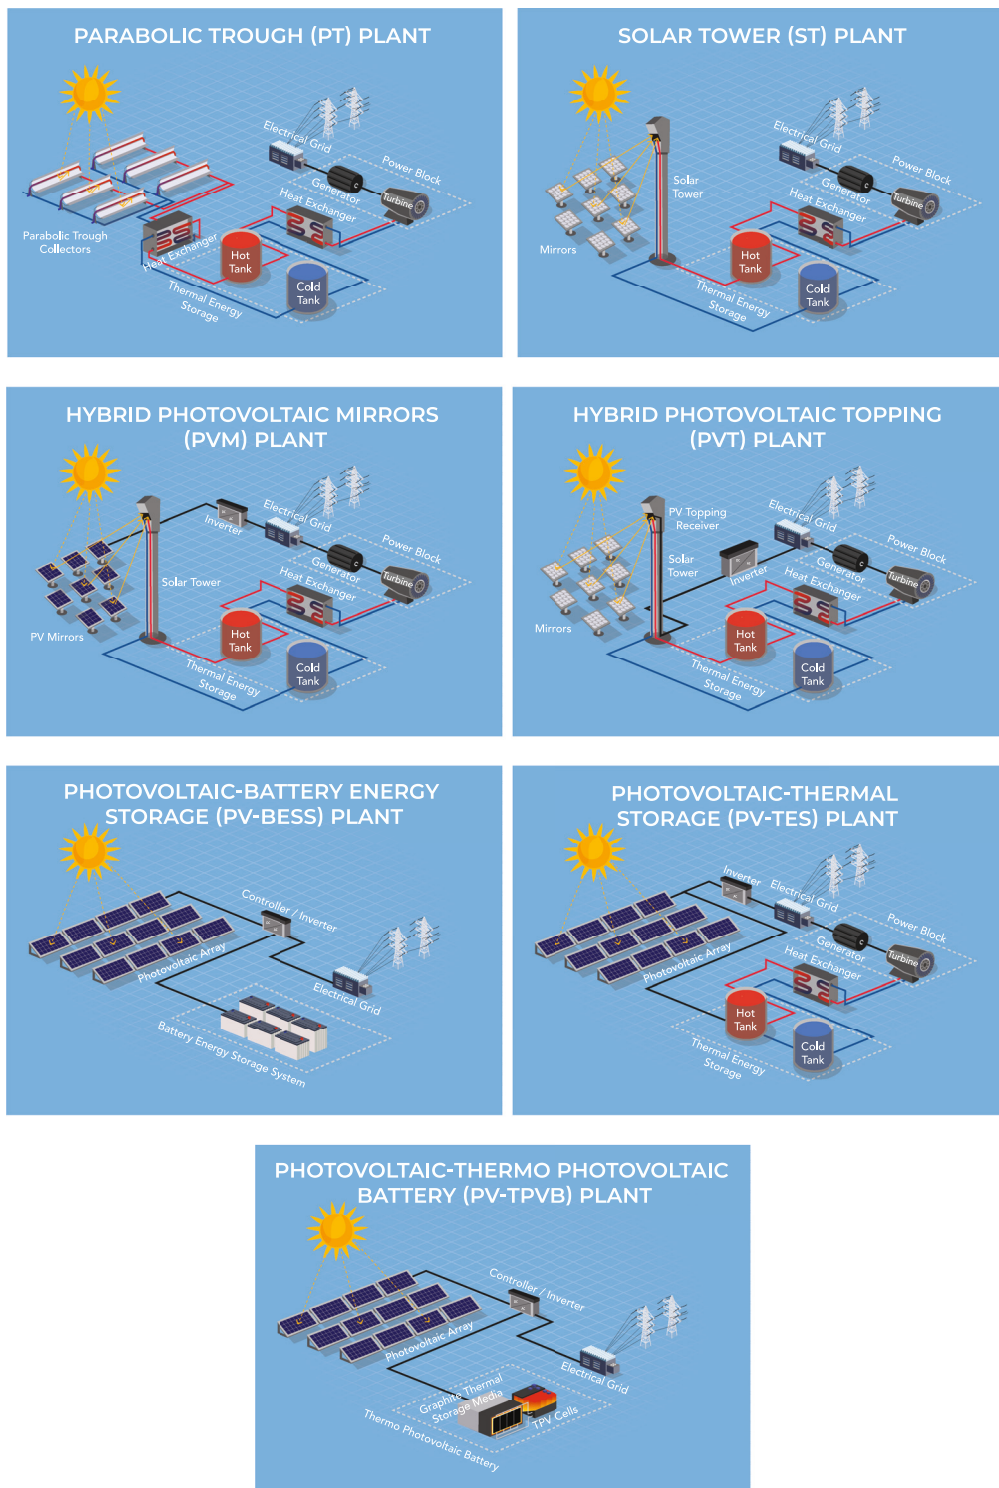 PARABOLIC TROUGH (PT) PLANT
Electrical Grid
Power Block
Generator
Turbine
Heat Exchanger
Parabolic Trough
Collectors
Heat Exchanger
Hot
Tank
Cold
Tank
Thermal Energy
Storage
SOLAR TOWER (ST) PLANT
Electrical Grid
Power Block
Generator
Turbine
Solar
Tower
Heat Exchanger
Mirrors
Hot
Tank
Cold
Tank
Thermal Energy
Storage
HYBRID PHOTOVOLTAIC MIRRORS
(PVM) PLANT
Inverter
Electrical Grid
Power Block
Generator
Turbine
Solar Tower
Heat Exchanger
PV Mirrors
Hot
Tank
Cold
Tank
Thermal Energy
Storage
HYBRID PHOTOVOLTAIC TOPPING
(PVT) PLANT
PV Topping
Receiver
Electrical Grid
Power Block
Solar
Tower
Inverter
Generator
Turbine
Heat Exchanger
Mirrors
Hot
Tank
Cold
Tank
Thermal Energy
Storage
PHOTOVOLTAIC-BATTERY ENERGY
STORAGE (PV-BESS) PLANT
Controller / Inverter
Photovoltaic Array
Electrical Grid
Battery Energy Storage System
PHOTOVOLTAIC-THERMAL
STORAGE (PV-TES) PLANT
Inverter
Electrical Grid
Power Block
Photovoltaic Array
Generator
Turbine
Heat Exchanger
Hot
Tank
Cold
Tank
Thermal Energy
Storage
PHOTOVOLTAIC-THERMO PHOTOVOLTAIC
BATTERY (PV-TPVB) PLANT
Controller / Inverter
Photovoltaic Array
Electrical Grid
Graphite Thermal
Storage Media
TPV Cells
Thermo Photovoltaic Battery